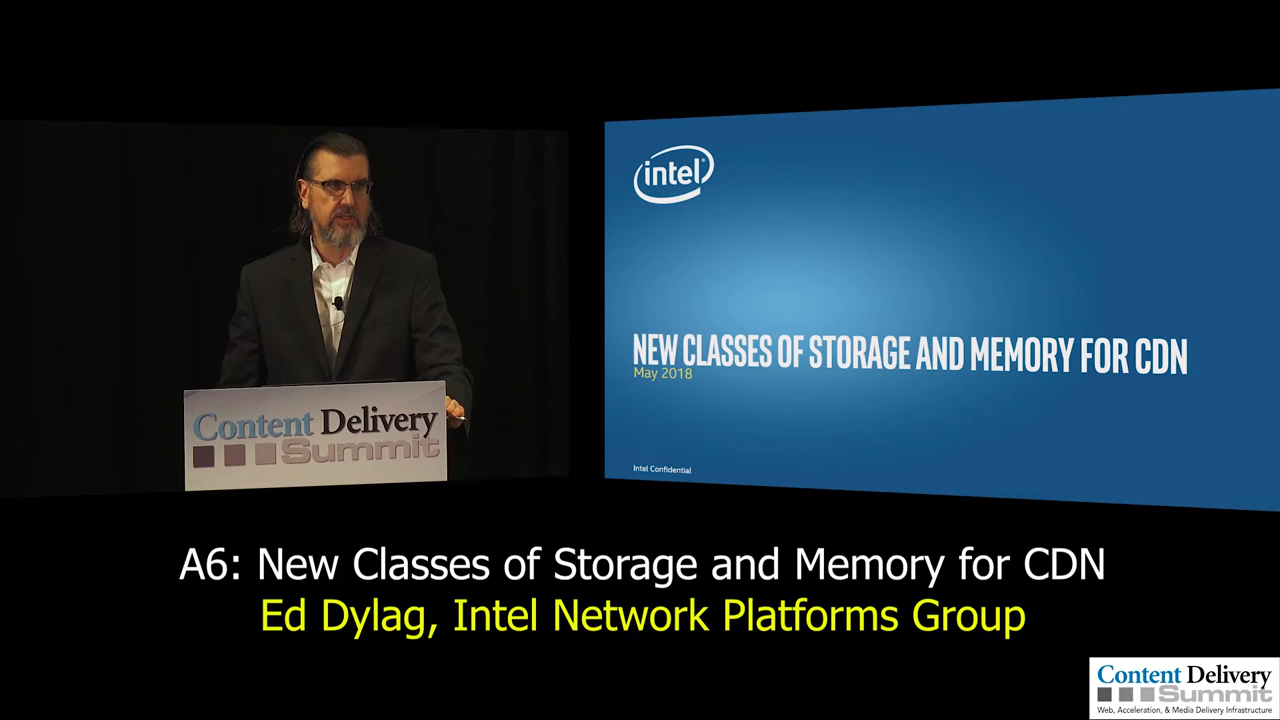 Content Delivery
Summit
intel
NEW CLASSES OF STORAGE AND MEMORY FOR CDN
May 2018
Intel Confidential
A6: New Classes of Storage and Memory for CDN
Ed Dylag, Intel Network Platforms Group
Content Delivery
Summit
Web, Acceleration, & Media Delivery Infrastructure